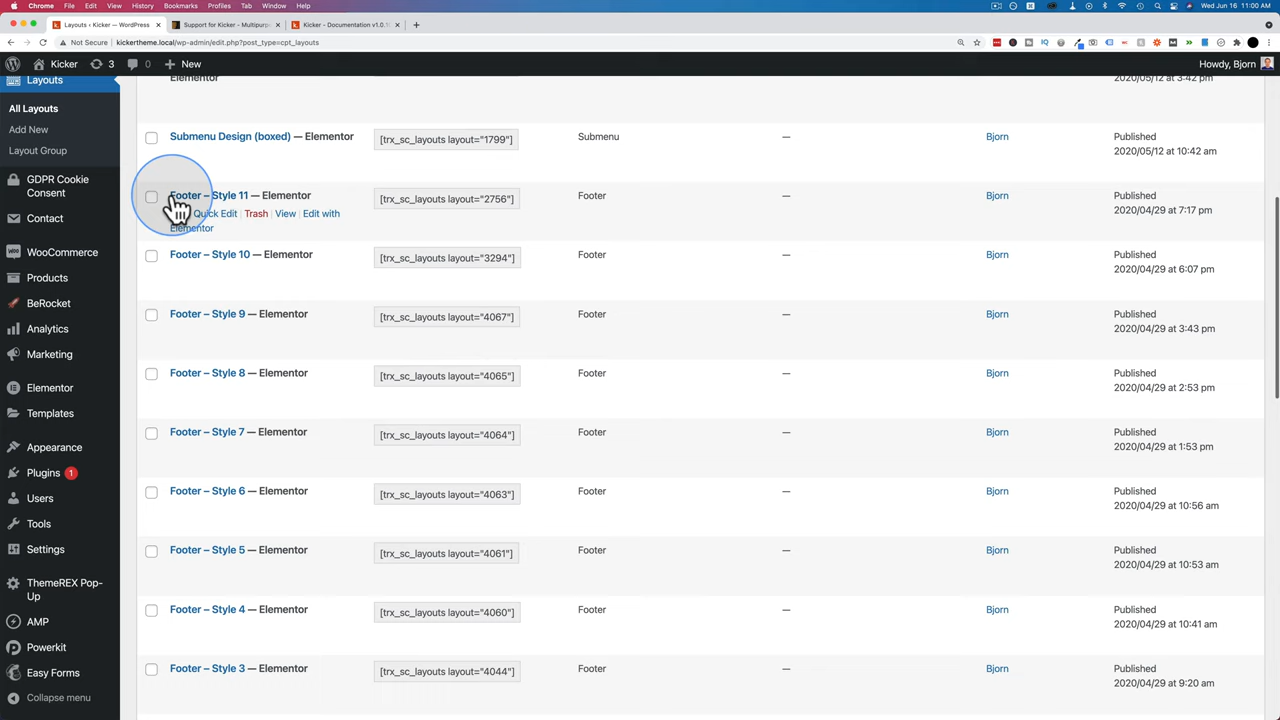 Chrome File Edit View History Bookmarks Profiles Tab Window Help Wed Jun 16 11:00 AM
Layouts ‹ Kicker — WordPress Support for Kicker - Multipurp Kicker - Documentation v1.0.1
Not Secure kickertheme.local/wp-admin/edit.php?post_type=cpt_layouts
Kicker 3 0 New Howdy, Bjorn
Layouts
All Layouts
Add New
Layout Group
GDPR Cookie
Consent
Contact
WooCommerce
Products
BeRocket
Analytics
Marketing
Elementor
Templates
Appearance
Plugins 1
Users
Tools
Settings
ThemeREX Pop-
Up
AMP
Powerkit
Easy Forms
Collapse menu
Elementor 2020/05/12 at 3:42 pm
Submenu Design (boxed) — Elementor [trx_sc_layouts layout="1799"] Submenu — Bjorn Published
2020/05/12 at 10:42 am
Footer – Style 11 — Elementor [trx_sc_layouts layout="2756"] Footer — Bjorn Published
2020/04/29 at 7:17 pm
Quick Edit | Trash | View | Edit with
Elementor
Footer – Style 10 — Elementor [trx_sc_layouts layout="3294"] Footer — Bjorn Published
2020/04/29 at 6:07 pm
Footer – Style 9 — Elementor [trx_sc_layouts layout="4067"] Footer — Bjorn Published
2020/04/29 at 3:43 pm
Footer – Style 8 — Elementor [trx_sc_layouts layout="4065"] Footer — Bjorn Published
2020/04/29 at 2:53 pm
Footer – Style 7 — Elementor [trx_sc_layouts layout="4064"] Footer — Bjorn Published
2020/04/29 at 1:53 pm
Footer – Style 6 — Elementor [trx_sc_layouts layout="4063"] Footer — Bjorn Published
2020/04/29 at 10:56 am
Footer – Style 5 — Elementor [trx_sc_layouts layout="4061"] Footer — Bjorn Published
2020/04/29 at 10:53 am
Footer – Style 4 — Elementor [trx_sc_layouts layout="4060"] Footer — Bjorn Published
2020/04/29 at 10:41 am
Footer – Style 3 — Elementor [trx_sc_layouts layout="4044"] Footer — Bjorn Published
2020/04/29 at 9:20 am